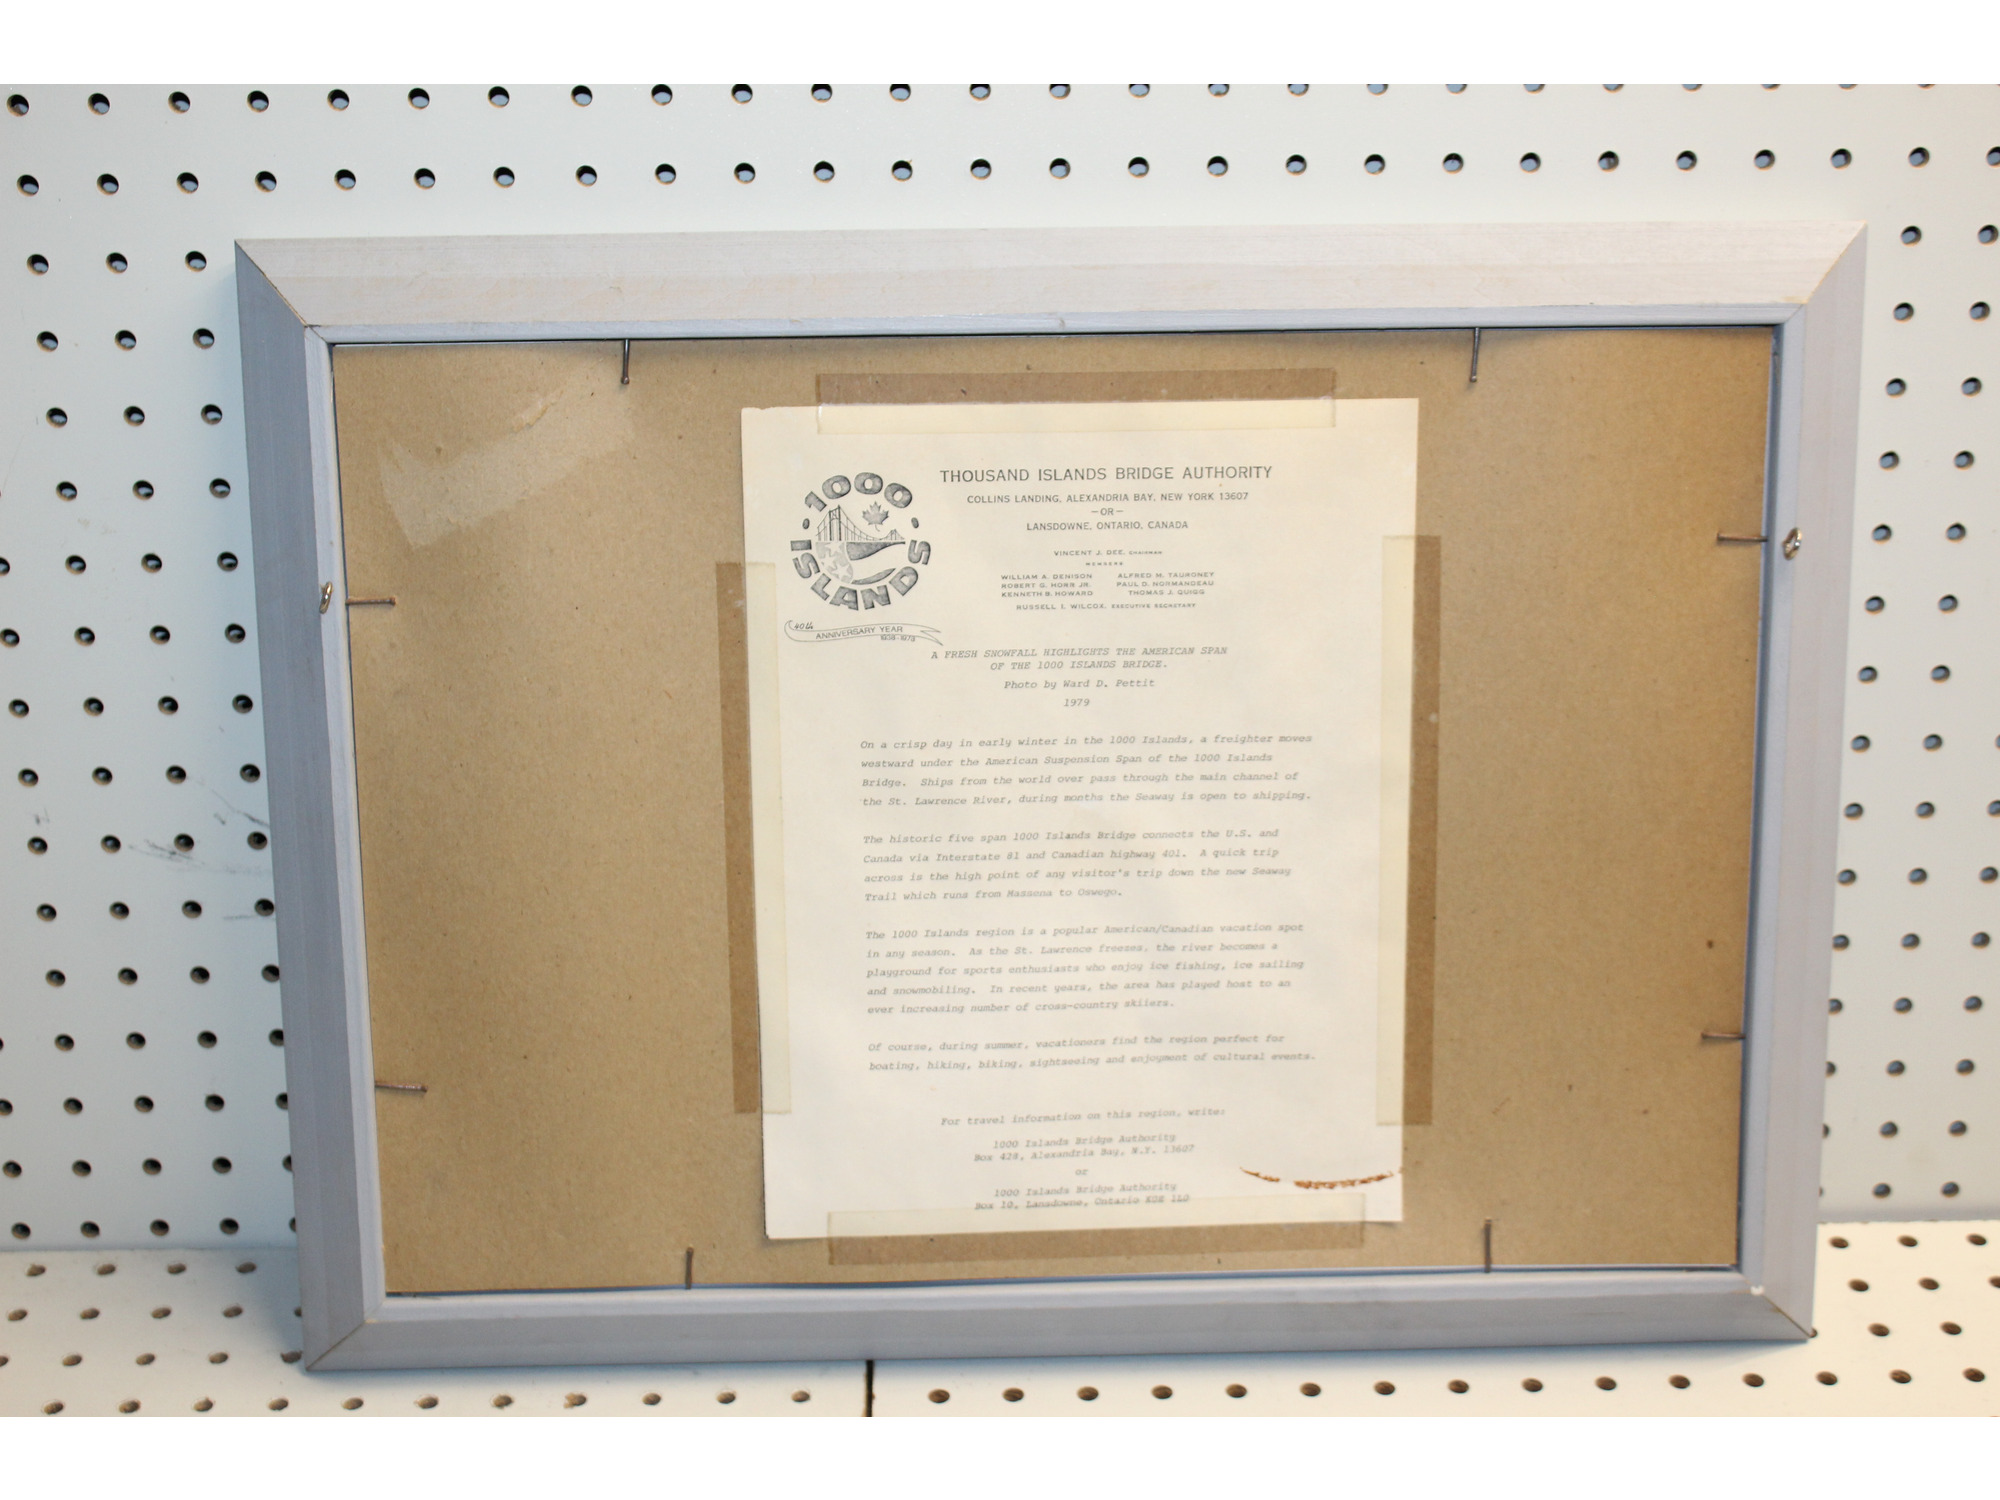 1000 ISLANDS
40th
ANNIVERSARY YEAR
1938-1978
THOUSAND ISLANDS BRIDGE AUTHORITY
COLLINS LANDING, ALEXANDRIA BAY, NEW YORK 13607
—OR—
LANSDOWNE, ONTARIO, CANADA
VINCENT J. DEE, CHAIRMAN
MEMBERS
WILLIAM A. DENISON ALFRED M. TAURONEY
ROBERT G. HORR JR. PAUL D. NORMANDEAU
KENNETH B. HOWARD THOMAS J. QUIGG
RUSSELL I. WILCOX, EXECUTIVE SECRETARY
A FRESH SNOWFALL HIGHLIGHTS THE AMERICAN SPAN
OF THE 1000 ISLANDS BRIDGE.
Photo by Ward D. Pettit
1979
On a crisp day in early winter in the 1000 Islands, a freighter moves
westward under the American Suspension Span of the 1000 Islands
Bridge. Ships from the world over pass through the main channel of
the St. Lawrence River, during months the Seaway is open to shipping.
The historic five span 1000 Islands Bridge connects the U.S. and
Canada via Interstate 81 and Canadian highway 401. A quick trip
across is the high point of any visitor's trip down the new Seaway
Trail which runs from Massena to Oswego.
The 1000 Islands region is a popular American/Canadian vacation spot
in any season. As the St. Lawrence freezes, the river becomes a
playground for sports enthusiasts who enjoy ice fishing, ice sailing
and snowmobiling. In recent years, the area has played host to an
ever increasing number of cross-country skiiers.
Of course, during summer, vacationers find the region perfect for
boating, hiking, biking, sightseeing and enjoyment of cultural events.
For travel information on this region, write:
1000 Islands Bridge Authority
Box 428, Alexandria Bay, N.Y. 13607
or
1000 Islands Bridge Authority
Box 10, Lansdowne, Ontario K0E 1L0